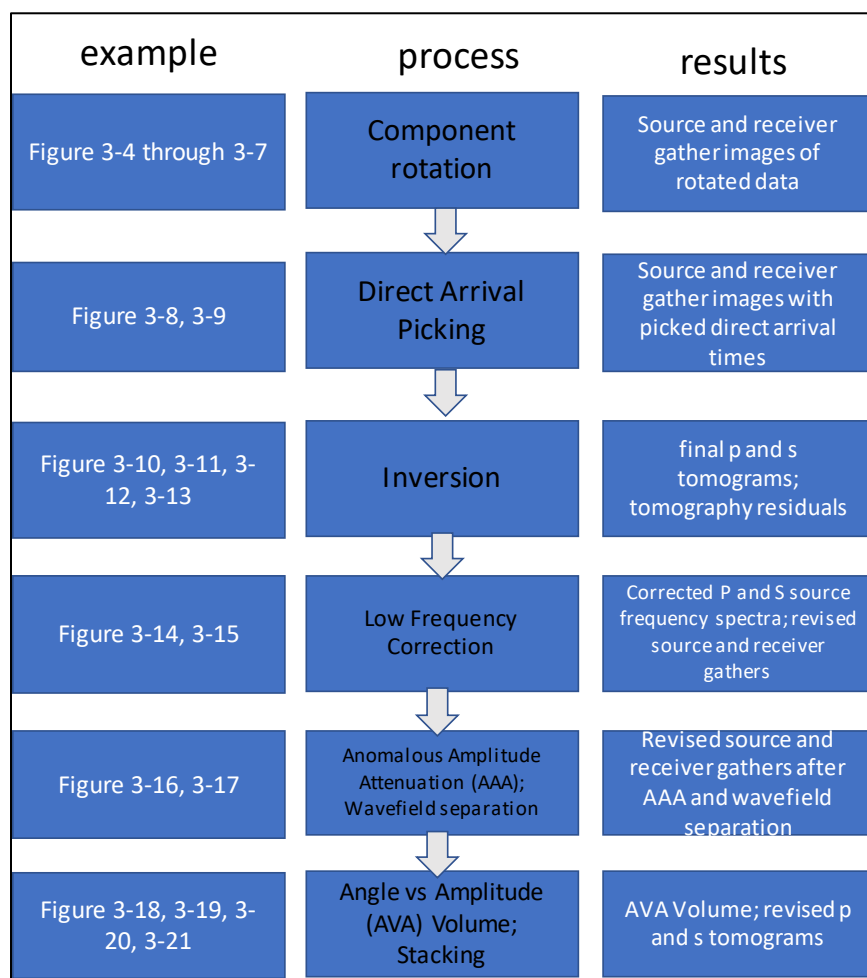 example
process
results
Figure 3-4 through 3-7
Component
rotation
Source and receiver
gather images of
rotated data
Figure 3-8, 3-9
Direct Arrival
Picking
Source and receiver
gather images with
picked direct arrival
times
Figure 3-10, 3-11, 3-
12, 3-13
Inversion
final p and s
tomograms;
tomography residuals
Figure 3-14, 3-15
Low Frequency
Correction
Corrected P and S source
frequency spectra; revised
source and receiver
gathers
Figure 3-16, 3-17
Anomalous Amplitude
Attenuation (AAA);
Wavefield separation
Revised source and
receiver gathers after
AAA and wavefield
separation
Figure 3-18, 3-19, 3-
20, 3-21
Angle vs Amplitude
(AVA) Volume;
Stacking
AVA Volume; revised p
and s tomograms